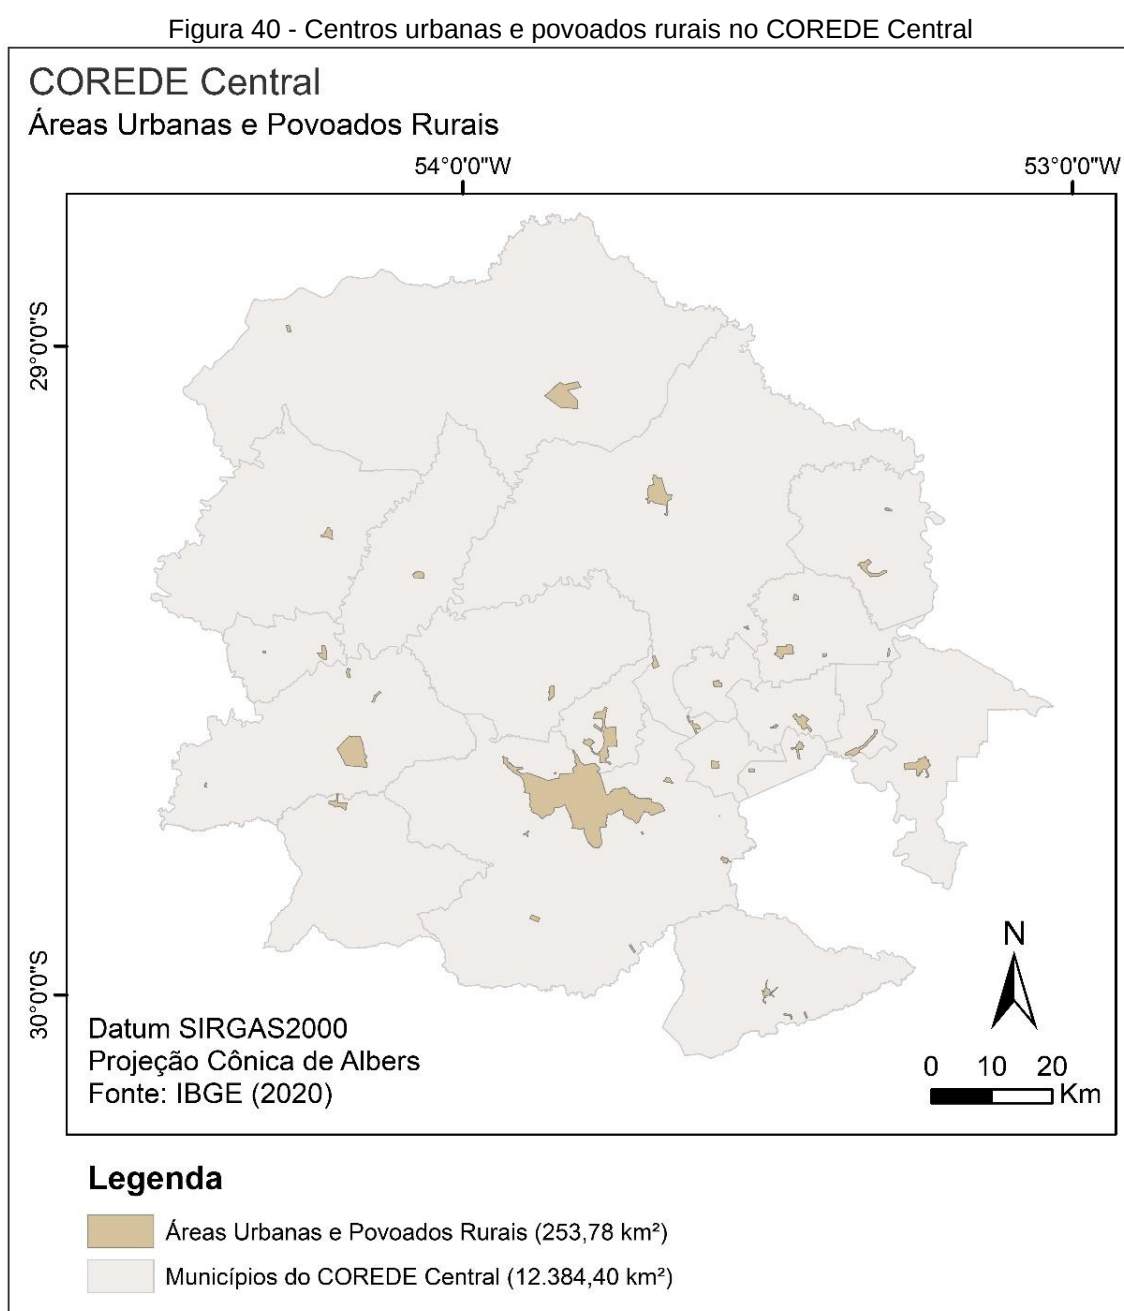 Figura 40 - Centros urbanas e povoados rurais no COREDE Central
COREDE Central
Áreas Urbanas e Povoados Rurais
54°0'0"W
53°0'0"W
29°0'0"S
30°0'0"S
N
Datum SIRGAS2000
Projeção Cônica de Albers
Fonte: IBGE (2020)
0 10 20
Km
Legenda
Áreas Urbanas e Povoados Rurais (253,78 km²)
Municípios do COREDE Central (12.384,40 km²)